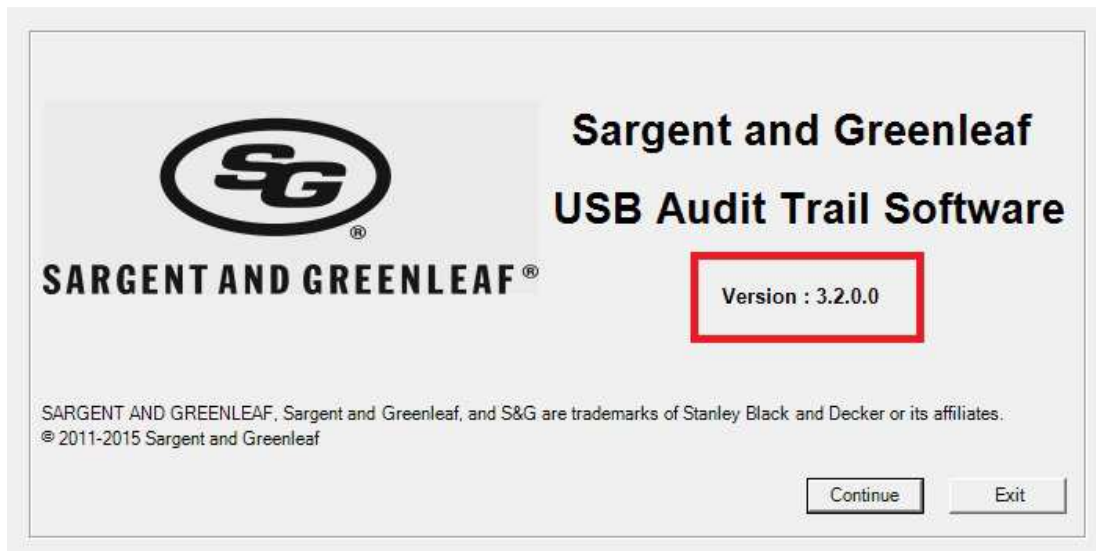 SG
®
SARGENT AND GREENLEAF ®
Sargent and Greenleaf
USB Audit Trail Software
Version : 3.2.0.0
SARGENT AND GREENLEAF, Sargent and Greenleaf, and S&G are trademarks of Stanley Black and Decker or its affiliates.
© 2011-2015 Sargent and Greenleaf
Continue
Exit